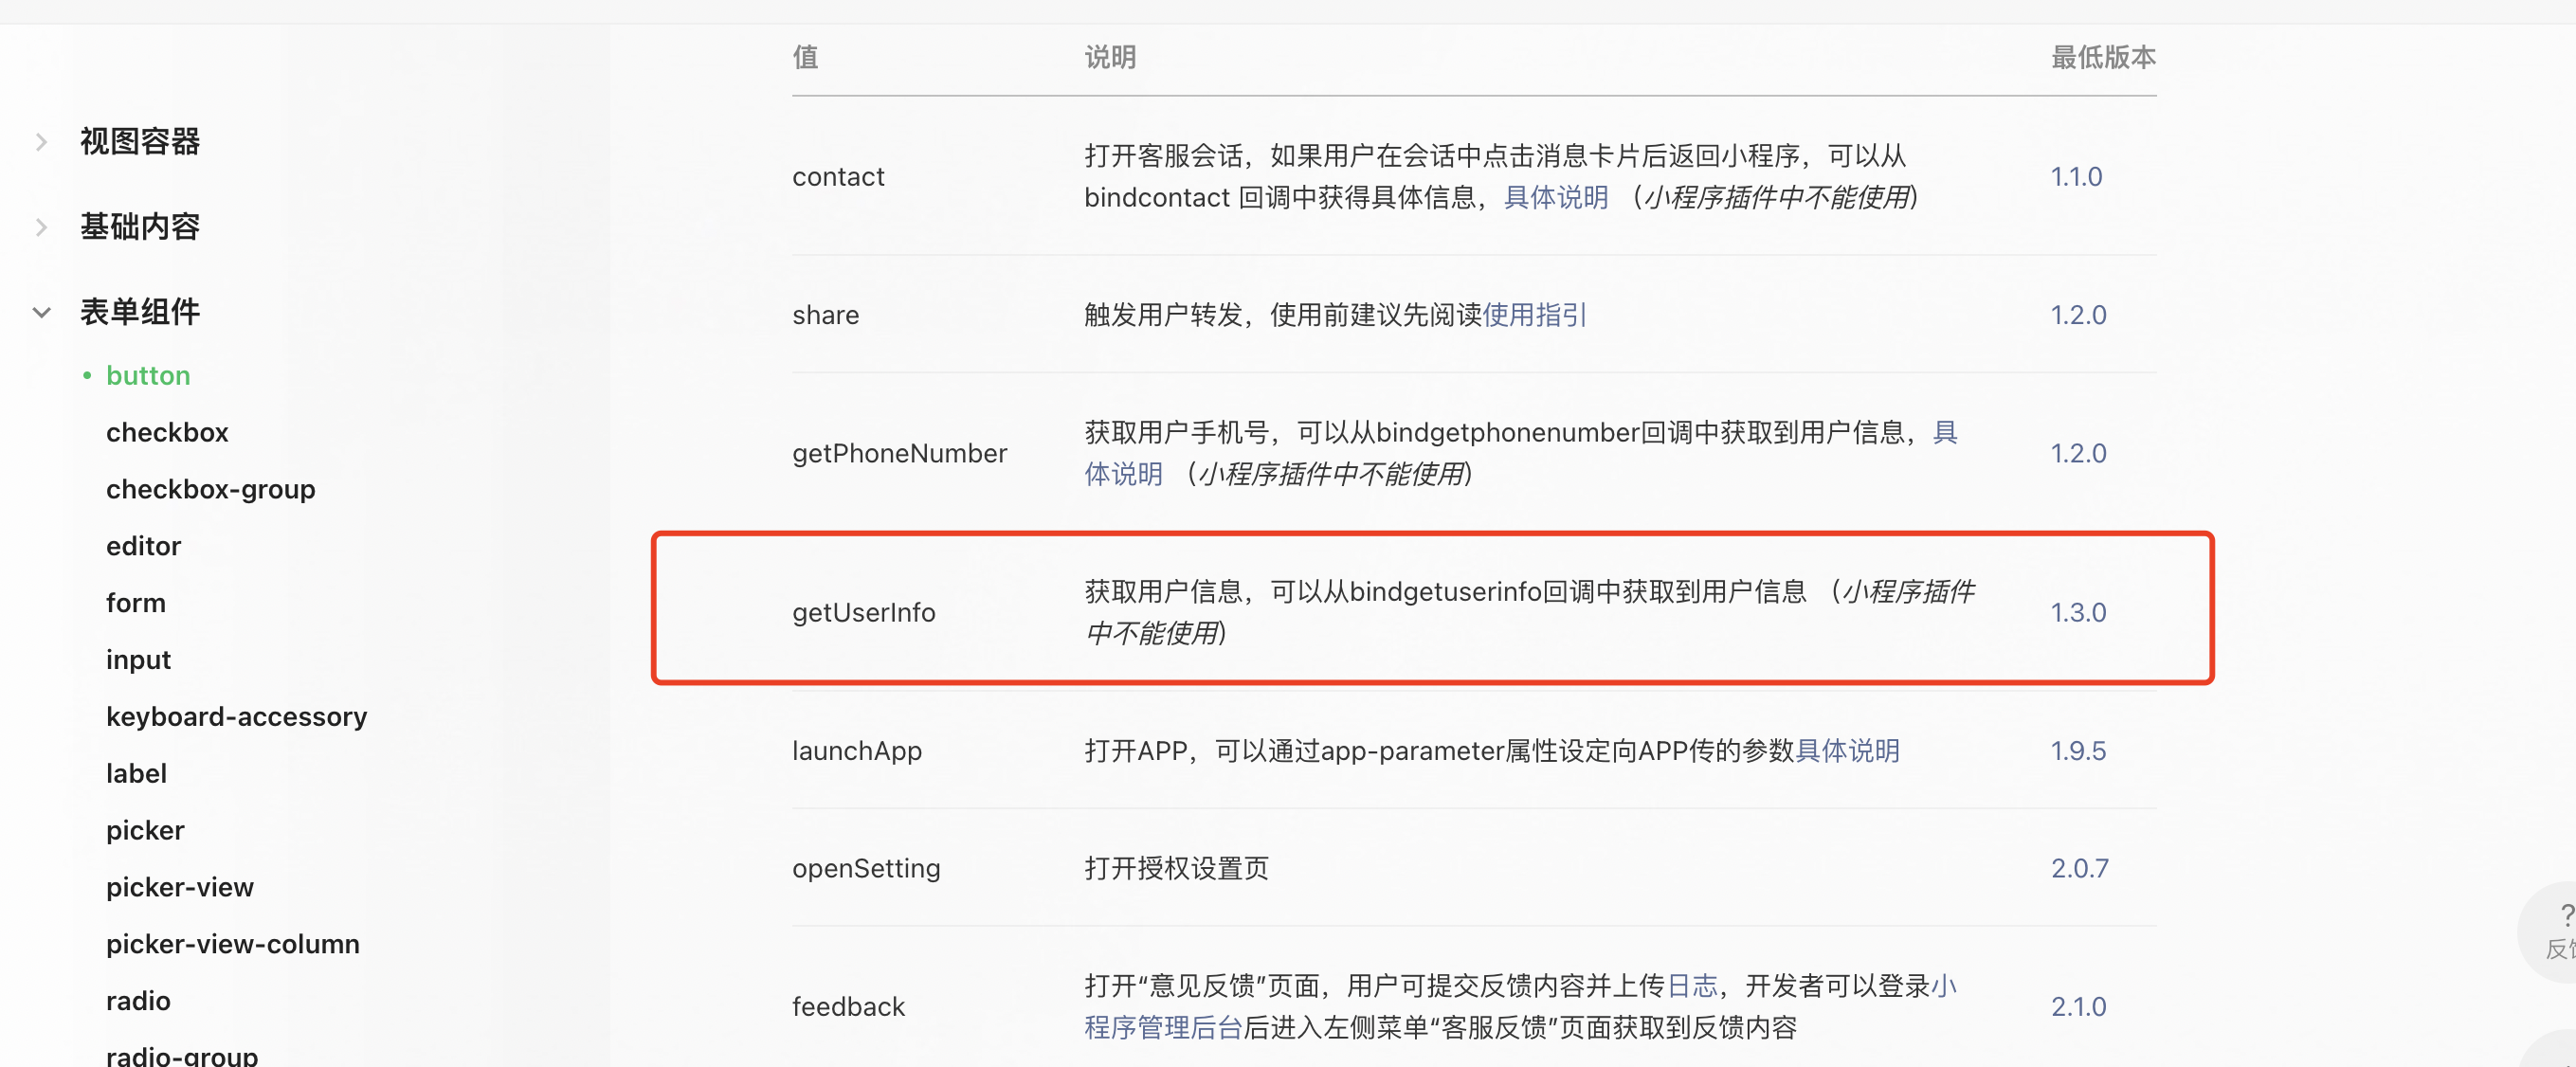 视图容器
基础内容
表单组件
button
checkbox
checkbox-group
editor
form
input
keyboard-accessory
label
picker
picker-view
picker-view-column
radio
radio-group
值 说明 最低版本
contact 打开客服会话，如果用户在会话中点击消息卡片后返回小程序，可以从
bindcontact 回调中获得具体信息，具体说明 （小程序插件中不能使用） 1.1.0
share 触发用户转发，使用前建议先阅读使用指引 1.2.0
getPhoneNumber 获取用户手机号，可以从bindgetphonenumber回调中获取到用户信息，具
体说明 （小程序插件中不能使用） 1.2.0
getUserInfo 获取用户信息，可以从bindgetuserinfo回调中获取到用户信息 （小程序插件
中不能使用） 1.3.0
launchApp 打开APP，可以通过app-parameter属性设定向APP传的参数具体说明 1.9.5
openSetting 打开授权设置页 2.0.7
feedback 打开“意见反馈”页面，用户可提交反馈内容并上传日志，开发者可以登录小
程序管理后台后进入左侧菜单“客服反馈”页面获取到反馈内容 2.1.0
?